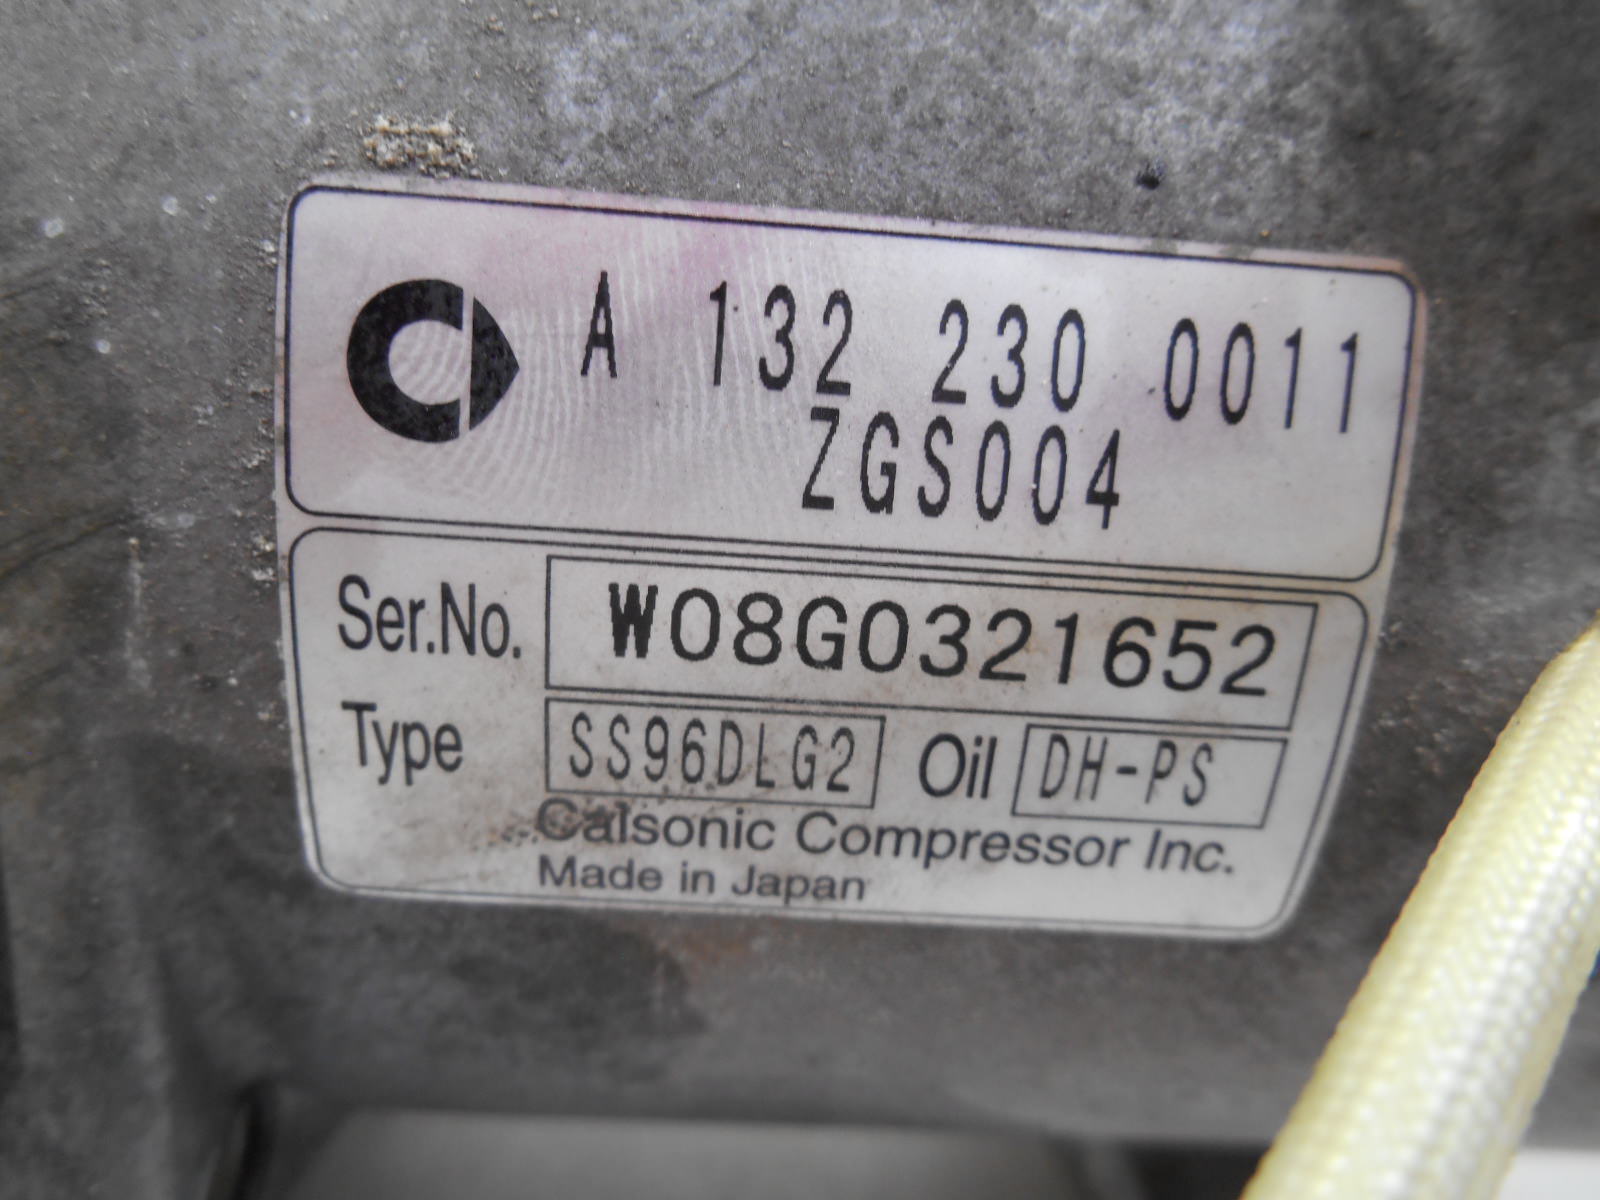 A 132 230 0011
ZGS004
Ser.No. W08G0321652
Type SS96DLG2 Oil DH-PS
Calsonic Compressor Inc.
Made in Japan